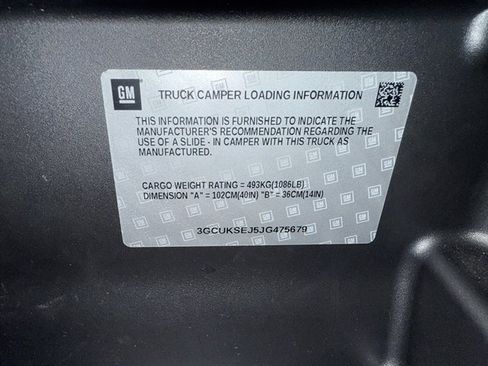 GM TRUCK CAMPER LOADING INFORMATION
THIS INFORMATION IS FURNISHED TO INDICATE THE
MANUFACTURER'S RECOMMENDATION REGARDING THE
USE OF A SLIDE - IN CAMPER WITH THIS TRUCK AS
MANUFACTURED.
CARGO WEIGHT RATING = 493KG(1086LB)
DIMENSION "A" = 102CM(40IN) "B" = 36CM(14IN)
3GCUKSEJ5JG475679